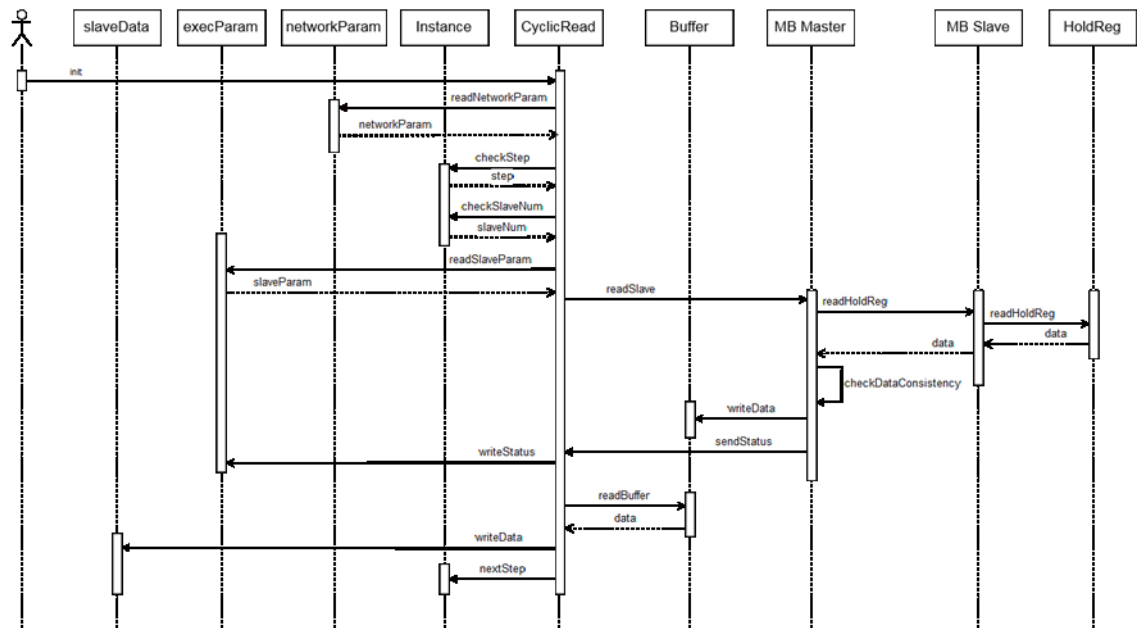 slaveData execParam networkParam Instance CyclicRead Buffer MB Master MB Slave HoldReg
init
readNetworkParam
networkParam
checkStep
step
checkSlaveNum
slaveNum
readSlaveParam
slaveParam
readSlave
readHoldReg
readHoldReg
data
data
checkDataConsistency
writeData
sendStatus
writeStatus
readBuffer
data
writeData
nextStep